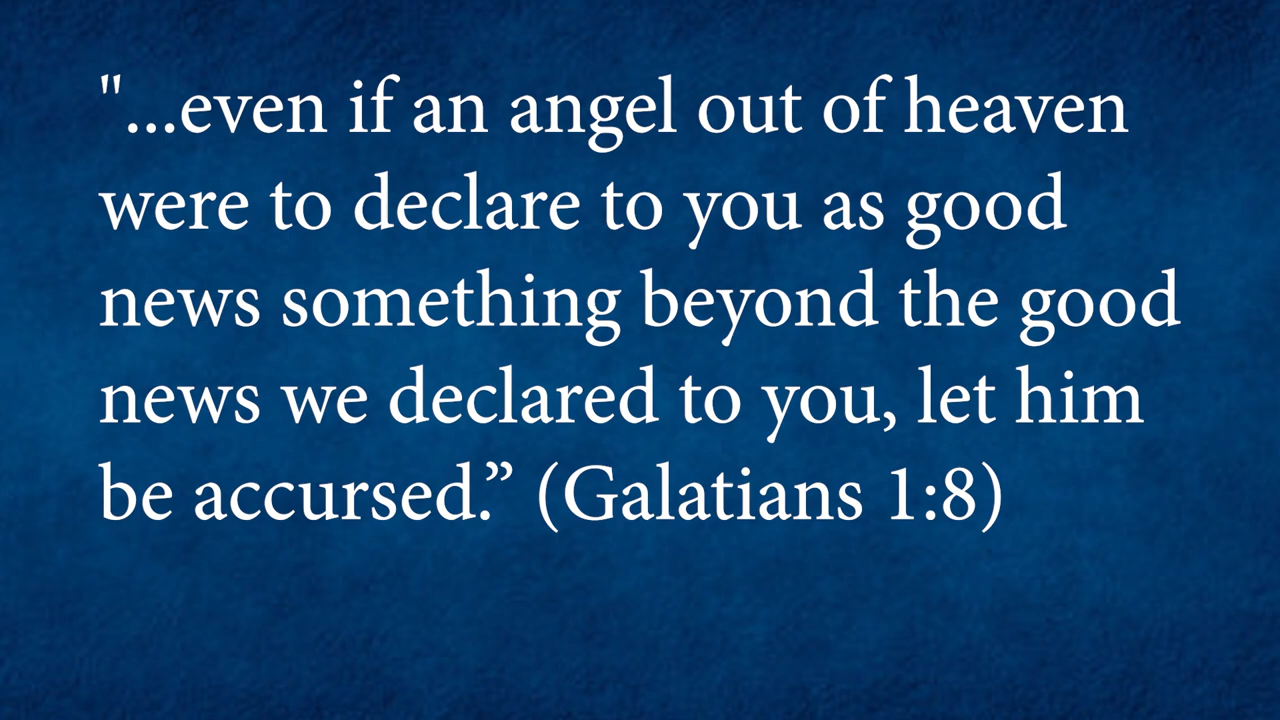 "...even if an angel out of heaven
were to declare to you as good
news something beyond the good
news we declared to you, let him
be accursed.” (Galatians 1:8)